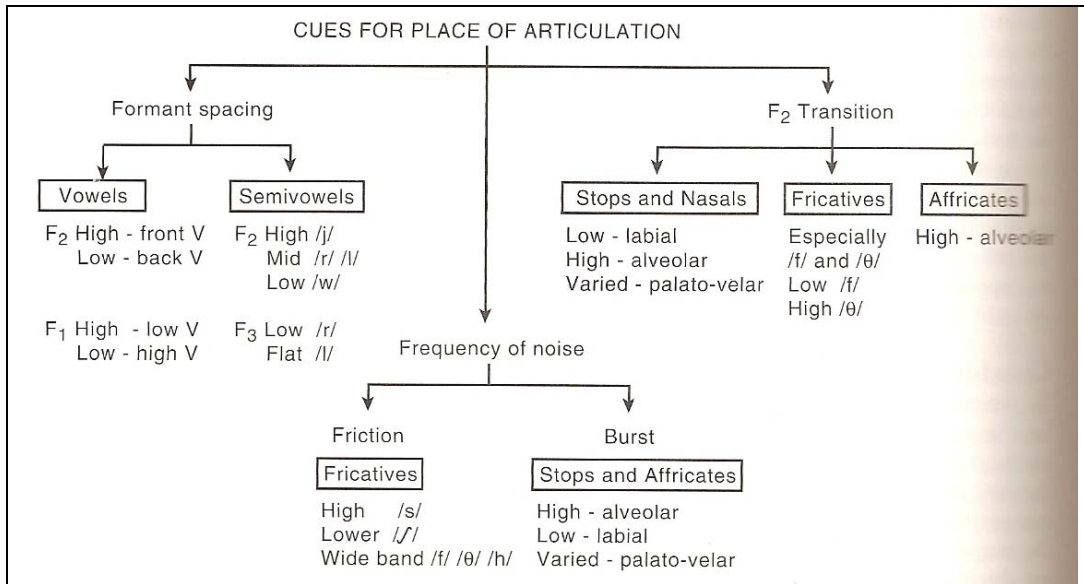 CUES FOR PLACE OF ARTICULATION
Formant spacing
Vowels
F₂ High - front V
Low - back V
F₁ High - low V
Low - high V
Semivowels
F₂ High /j/
Mid /r/ /l/
Low /w/
F₃ Low /r/
Flat /l/
Frequency of noise
Friction
Fricatives
High /s/
Lower /ʃ/
Wide band /f/ /θ/ /h/
Burst
Stops and Affricates
High - alveolar
Low - labial
Varied - palato-velar
F₂ Transition
Stops and Nasals
Low - labial
High - alveolar
Varied - palato-velar
Fricatives
Especially
/f/ and /θ/
Low /f/
High /θ/
Affricates
High - alveolar